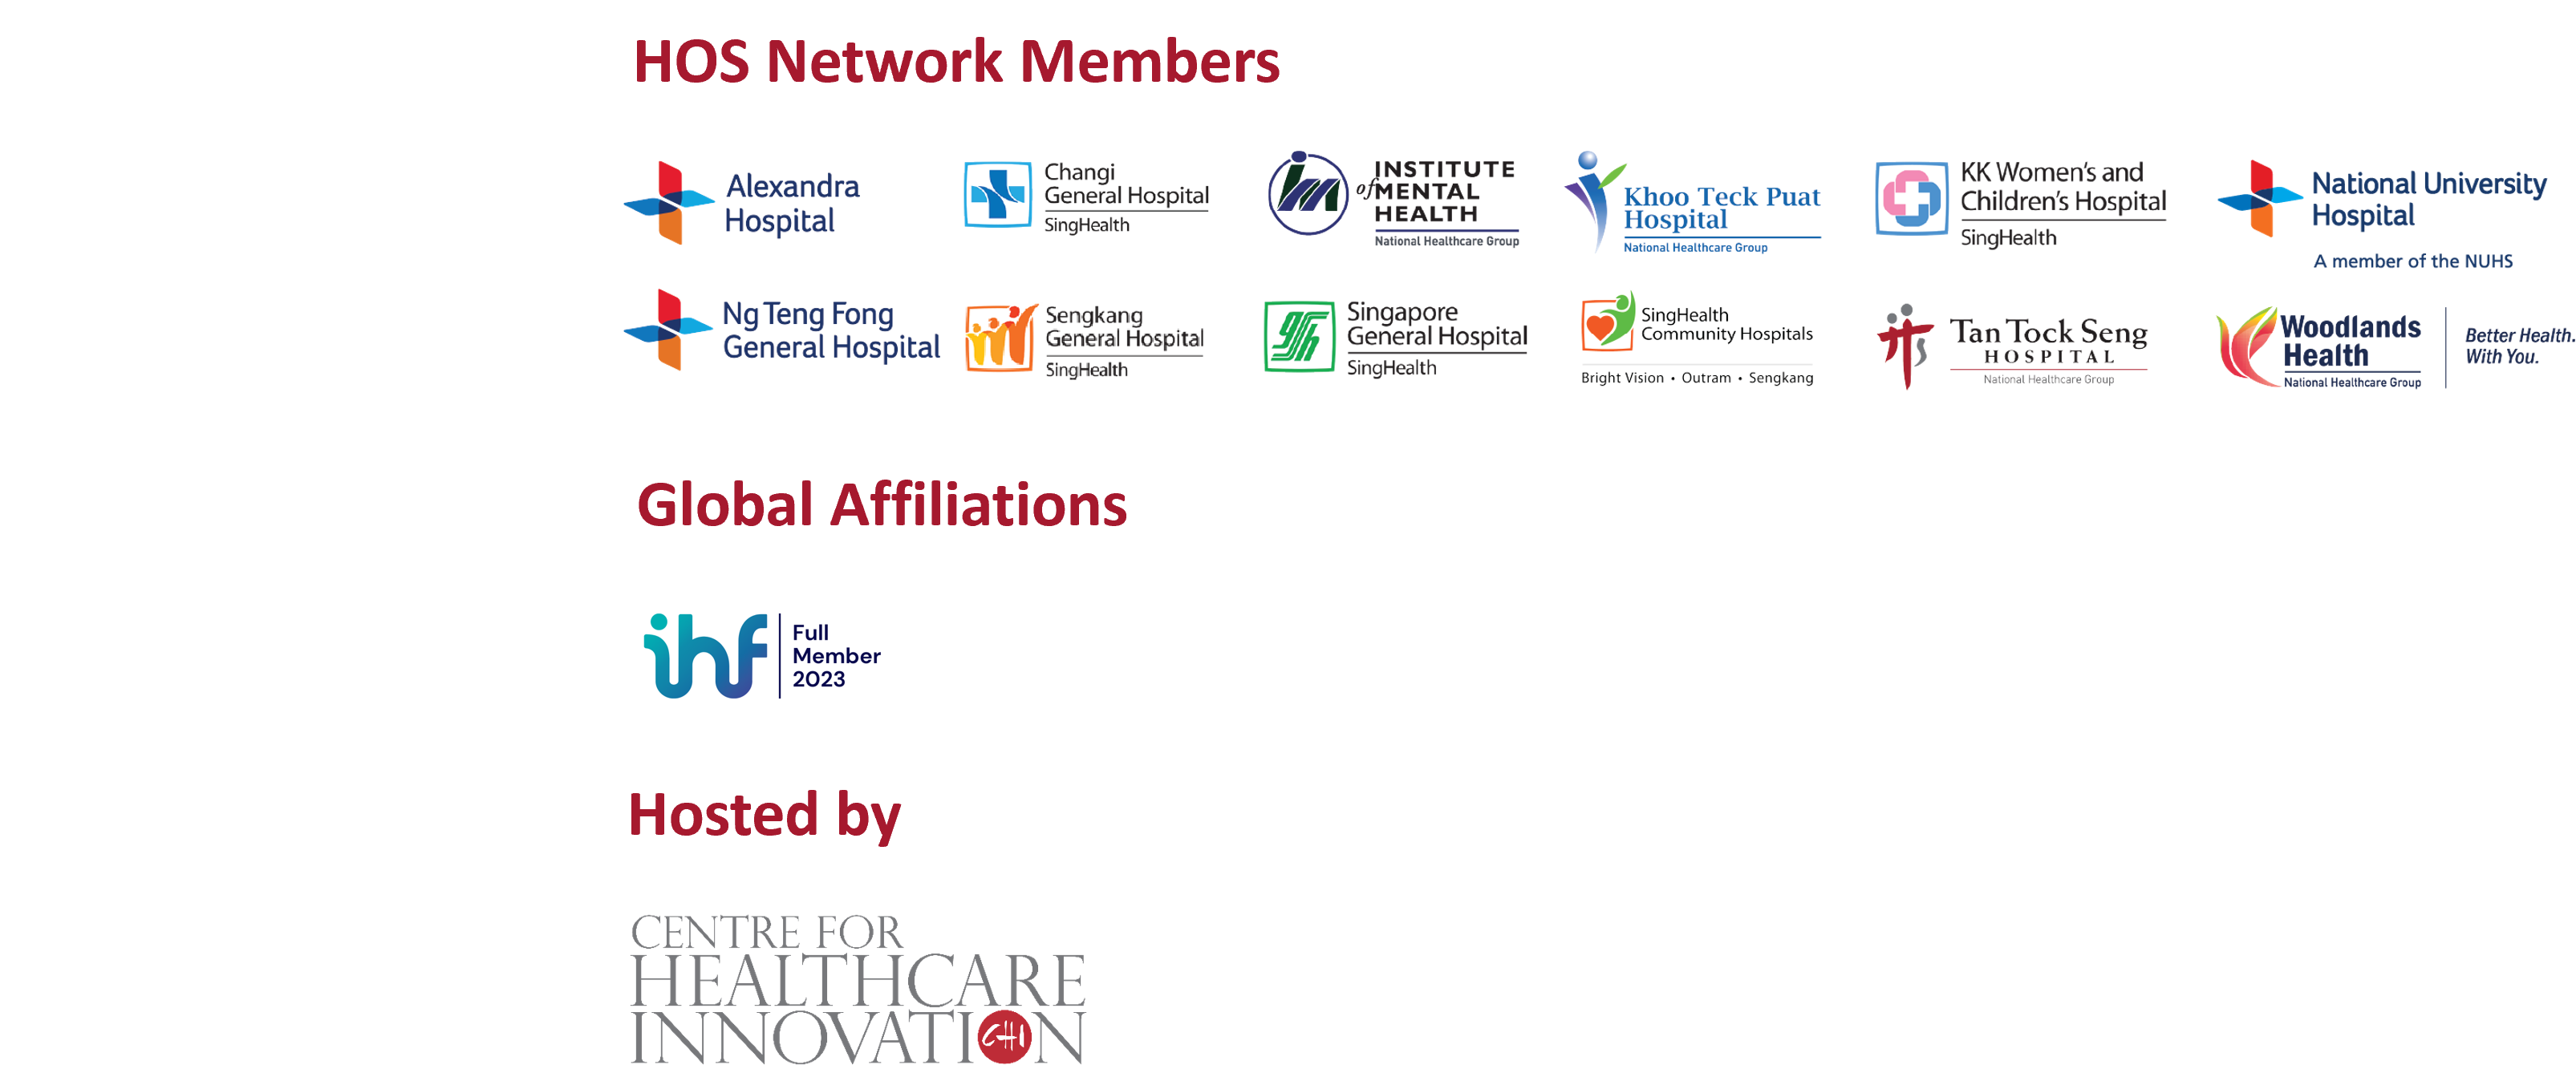 HOS Network Members
Alexandra
Hospital
Changi
General Hospital
SingHealth
INSTITUTE
of MENTAL
HEALTH
National Healthcare Group
Khoo Teck Puat
Hospital
National Healthcare Group
KK Women's and
Children's Hospital
SingHealth
National University
Hospital
A member of the NUHS
Ng Teng Fong
General Hospital
Sengkang
General Hospital
SingHealth
Singapore
General Hospital
SingHealth
SingHealth
Community Hospitals
Bright Vision • Outram • Sengkang
Tan Tock Seng
HOSPITAL
National Healthcare Group
Woodlands
Health
National Healthcare Group
Better Health.
With You.
Global Affiliations
ihf
Full
Member
2023
Hosted by
CENTRE FOR
HEALTHCARE
INNOVATION
CHI